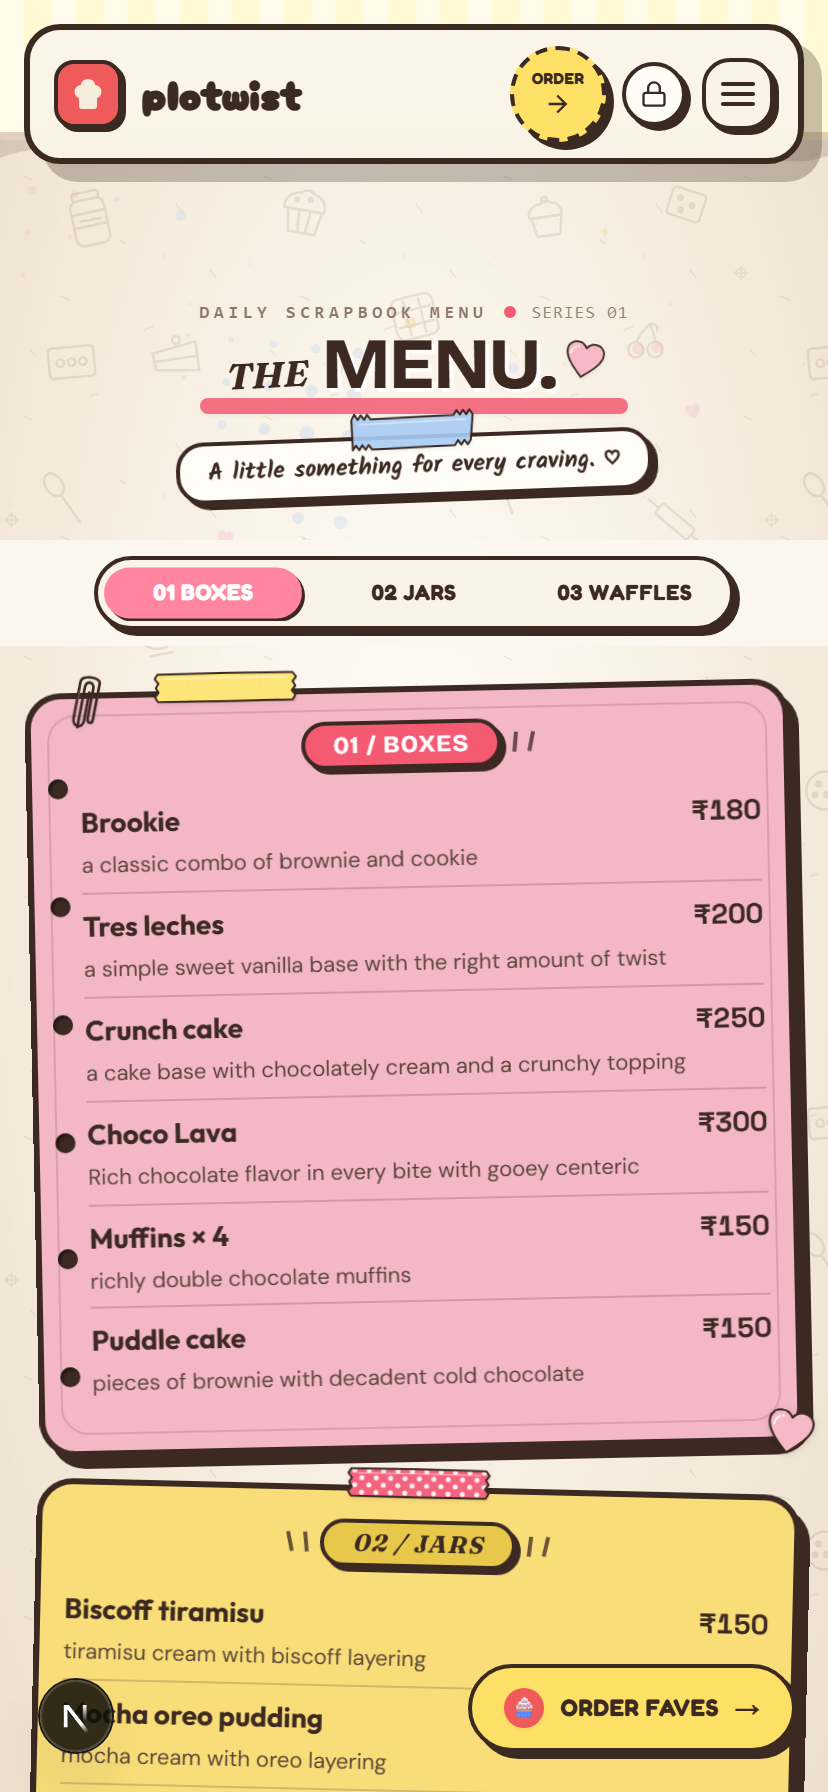 plotwist
ORDER →
DAILY SCRAPBOOK MENU • SERIES 01
THE MENU.
A little something for every craving. ♡
01 BOXES
02 JARS
03 WAFFLES
01 / BOXES
Brookie ₹180
a classic combo of brownie and cookie
Tres leches ₹200
a simple sweet vanilla base with the right amount of twist
Crunch cake ₹250
a cake base with chocolately cream and a crunchy topping
Choco Lava ₹300
Rich chocolate flavor in every bite with gooey centeric
Muffins × 4 ₹150
richly double chocolate muffins
Puddle cake ₹150
pieces of brownie with decadent cold chocolate
02 / JARS
Biscoff tiramisu ₹150
tiramisu cream with biscoff layering
Mocha oreo pudding
mocha cream with oreo layering
N
ORDER FAVES →